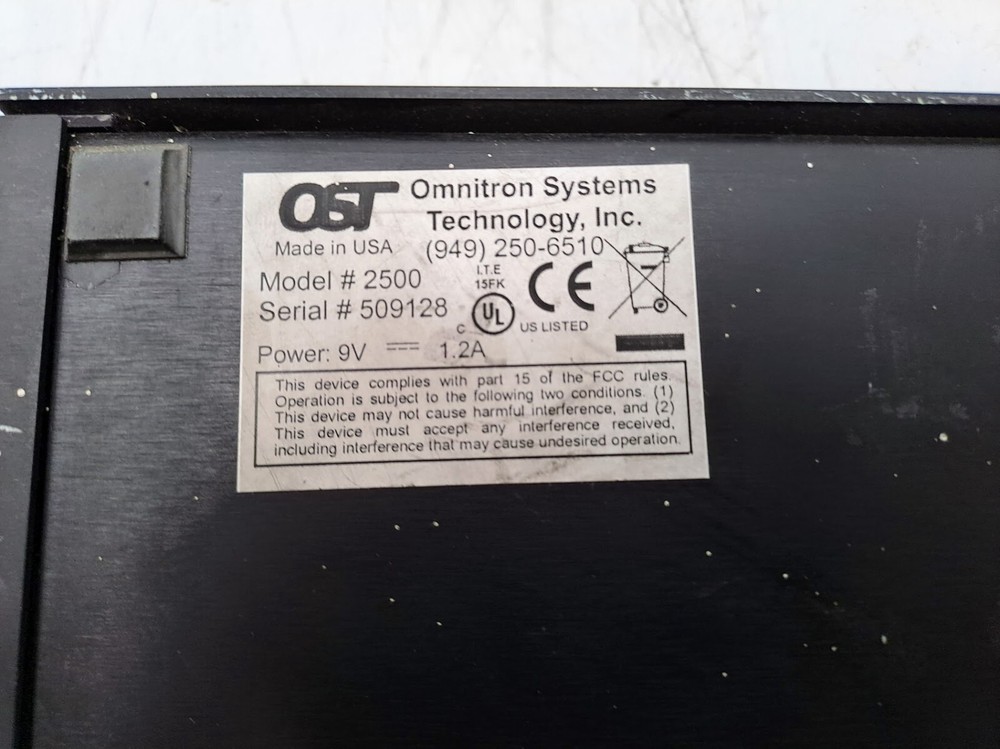 OST
Omnitron Systems
Technology, Inc.
Made in USA (949) 250-6510
Model # 2500
I.T.E
15FK
CE
Serial # 509128
C UL US LISTED
Power: 9V 1.2A
This device complies with part 15 of the FCC rules.
Operation is subject to the following two conditions. (1)
This device may not cause harmful interference, and (2)
This device must accept any interference received,
including interference that may cause undesired operation.